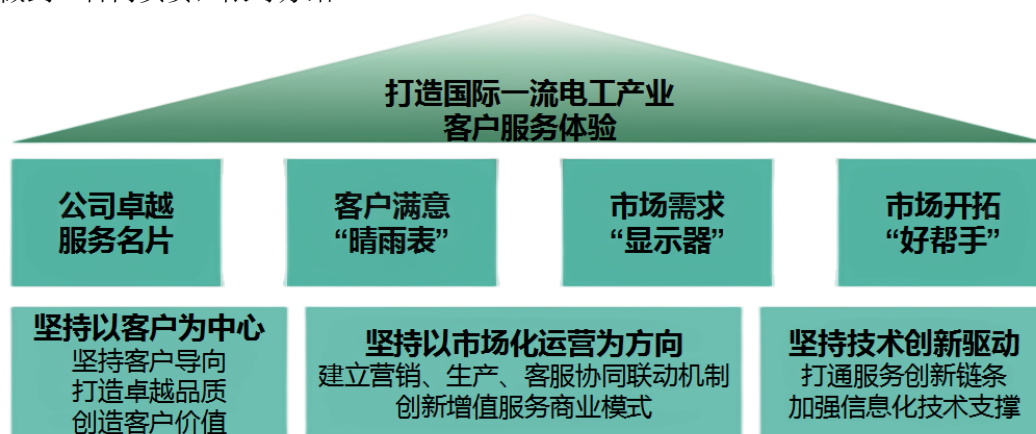 打造国际一流电工产业
客户服务体验
公司卓越
服务名片
客户满意
“晴雨表”
市场需求
“显示器”
市场开拓
“好帮手”
坚持以客户为中心
坚持客户导向
打造卓越品质
创造客户价值
坚持以市场化运营为方向
建立营销、生产、客服协同联动机制
创新增值服务商业模式
坚持技术创新驱动
打通服务创新链条
加强信息化技术支撑